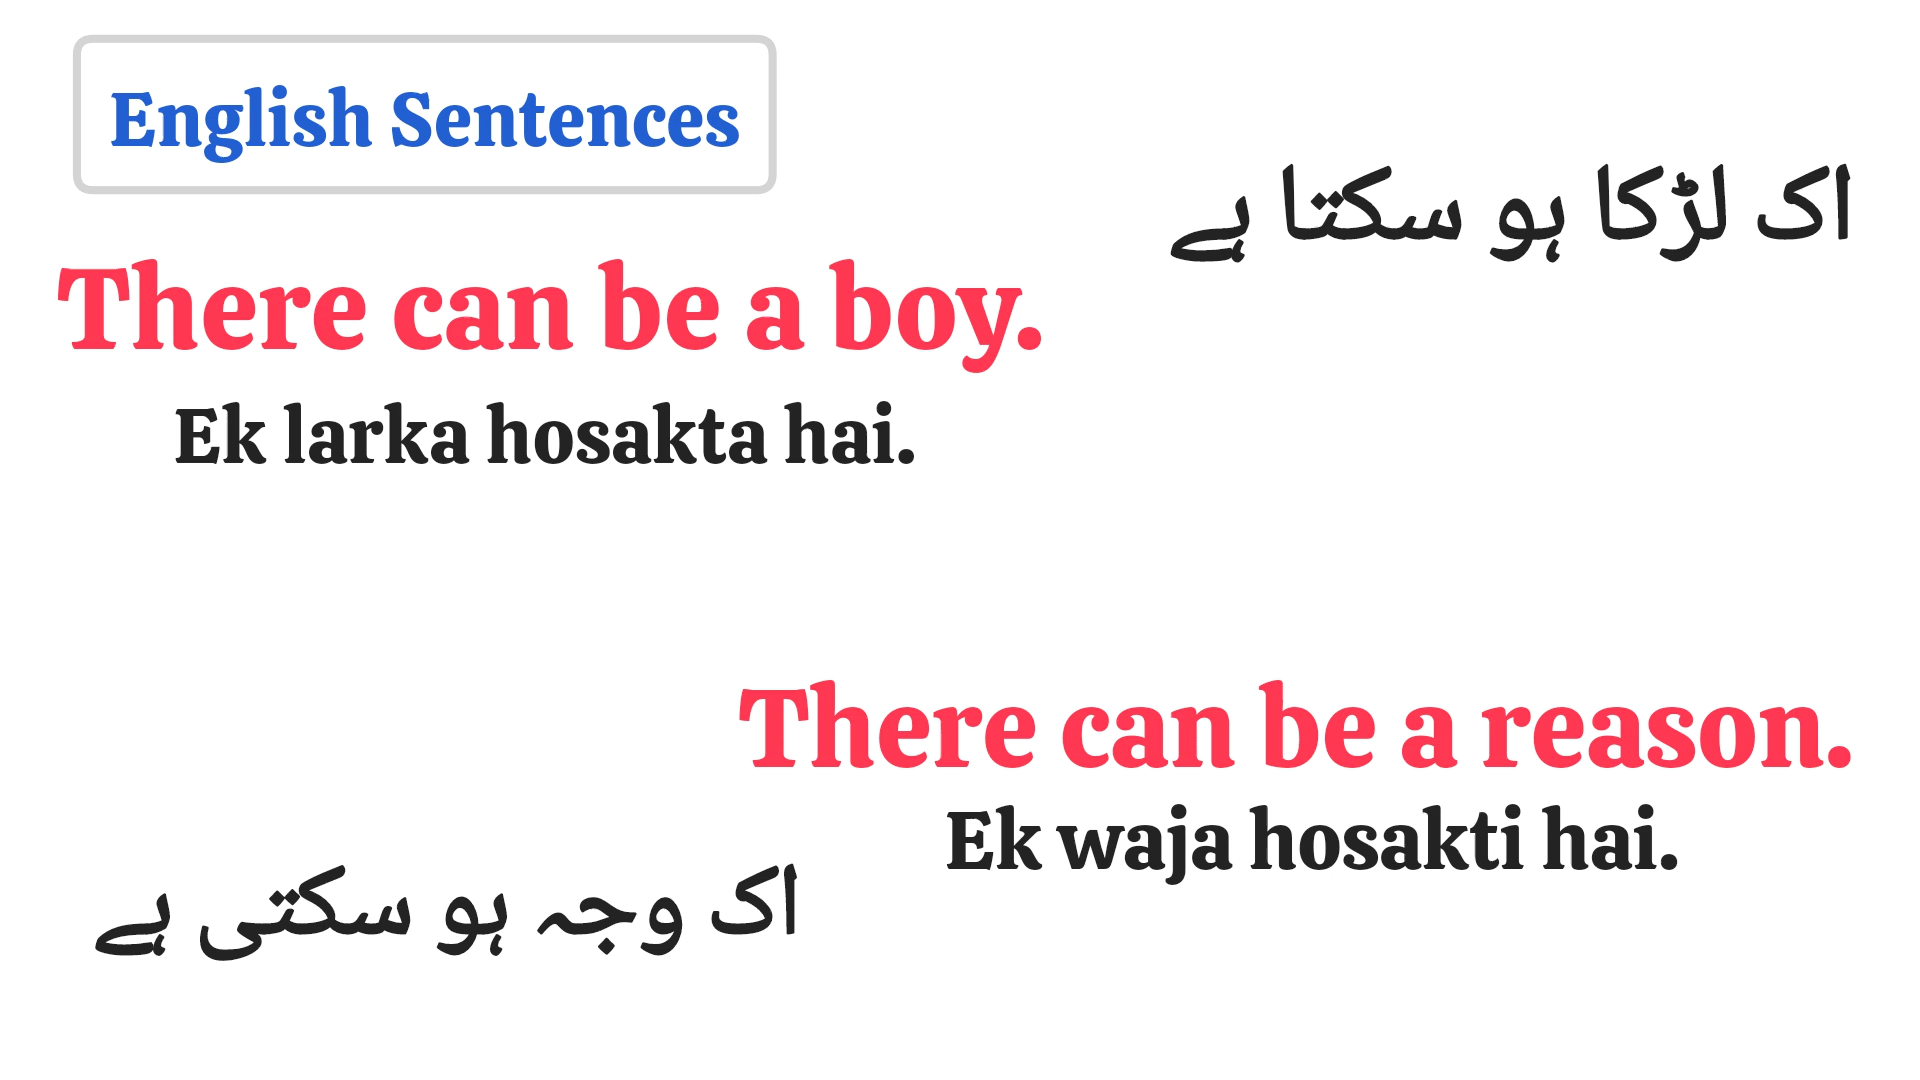 English Sentences
اک لڑکا ہو سکتا ہے
There can be a boy.
Ek larka hosakta hai.
There can be a reason.
Ek waja hosakti hai.
اک وجہ ہو سکتی ہے